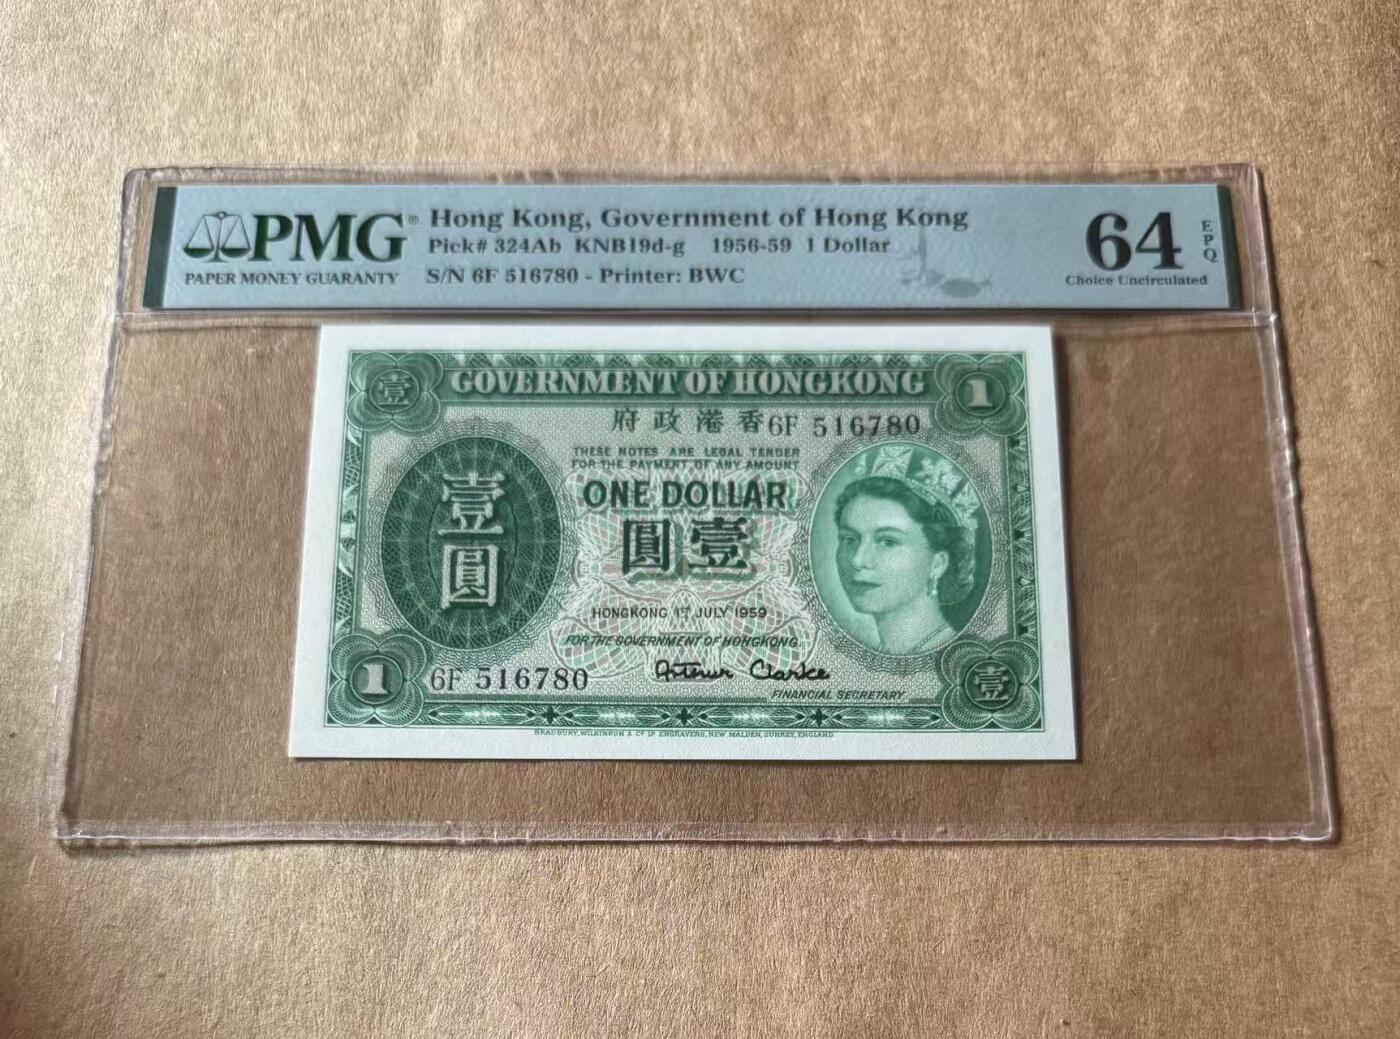 PMG®
PAPER MONEY GUARANTY
Hong Kong, Government of Hong Kong
Pick# 324Ab KNB19d-g 1956-59 1 Dollar
S/N 6F 516780 - Printer: BWC
64 EPQ
Choice Uncirculated
壹 GOVERNMENT OF HONGKONG 1
府政港香 6F 516780
THESE NOTES ARE LEGAL TENDER
FOR THE PAYMENT OF ANY AMOUNT
ONE DOLLAR
圓壹
壹圓
HONGKONG 1ST JULY 1959
FOR THE GOVERNMENT OF HONGKONG
1 6F 516780 Arthur Clarke 壹
FINANCIAL SECRETARY
BRADBURY, WILKINSON & Cº Lᴅ ENGRAVERS, NEW MALDEN, SURREY, ENGLAND